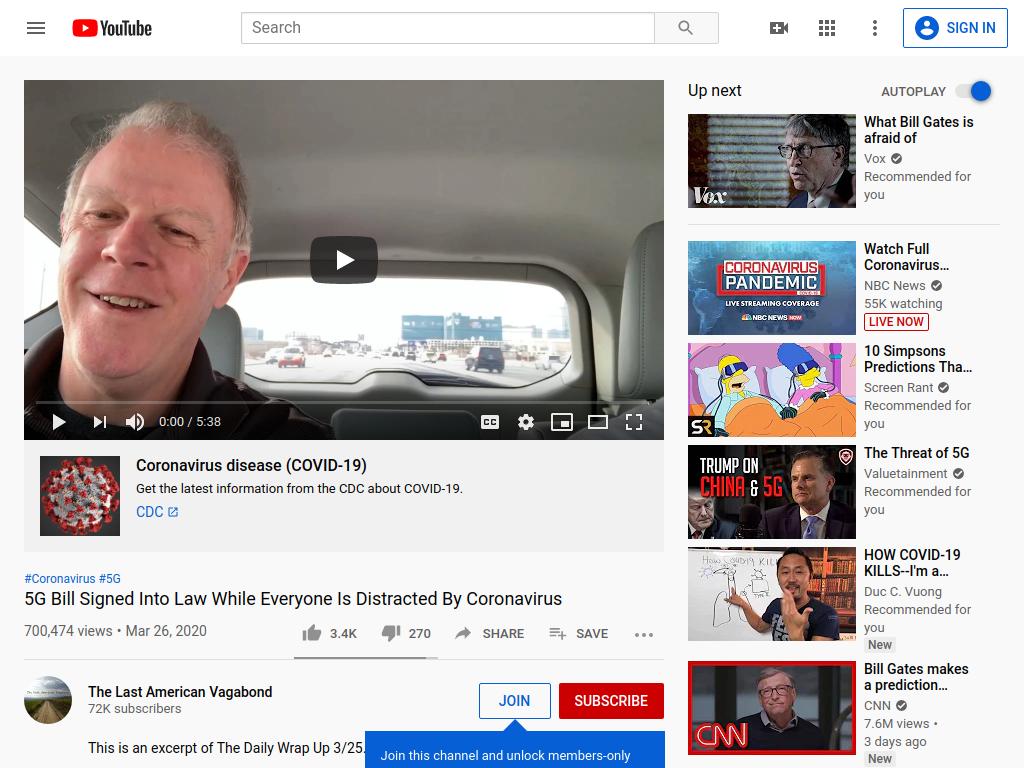 YouTube
Search
SIGN IN
Up next
AUTOPLAY
What Bill Gates is
afraid of
Vox
Recommended for
you
Vox
CORONAVIRUS
PANDEMIC
LIVE STREAMING COVERAGE
NBC NEWS NOW
Watch Full
Coronavirus…
NBC News
55K watching
LIVE NOW
10 Simpsons
Predictions Tha…
Screen Rant
Recommended for
you
SR
TRUMP ON
CHINA & 5G
The Threat of 5G
Valuetainment
Recommended for
you
How Covid19 KILLS
HOW COVID-19
KILLS--I'm a…
Duc C. Vuong
Recommended for
you
New
CNN
Bill Gates makes
a prediction…
CNN
7.6M views •
3 days ago
New
0:00 / 5:38
CC
Coronavirus disease (COVID-19)
Get the latest information from the CDC about COVID-19.
CDC
#Coronavirus #5G
5G Bill Signed Into Law While Everyone Is Distracted By Coronavirus
700,474 views • Mar 26, 2020
3.4K
270
SHARE
SAVE
The Last American Vagabond
72K subscribers
JOIN
SUBSCRIBE
This is an excerpt of The Daily Wrap Up 3/25.
Join this channel and unlock members-only